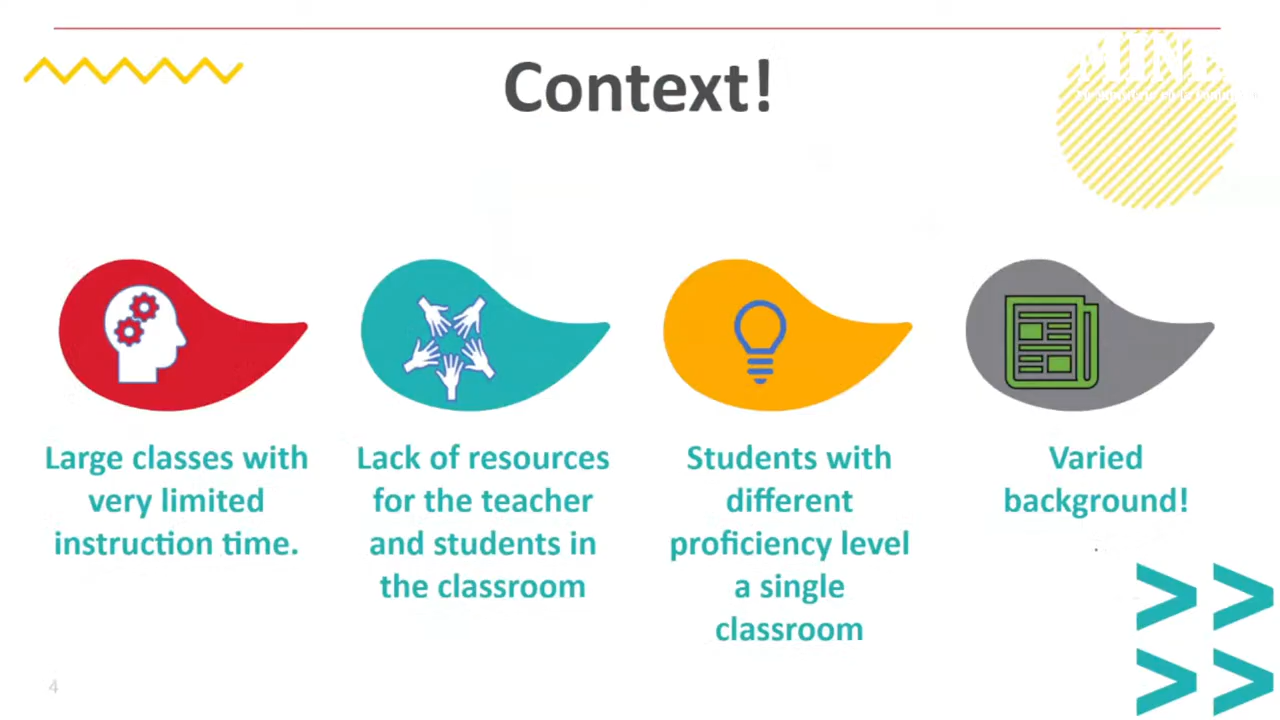 Context!
Large classes with
very limited
instruction time.
Lack of resources
for the teacher
and students in
the classroom
Students with
different
proficiency level
a single
classroom
Varied
background!
4